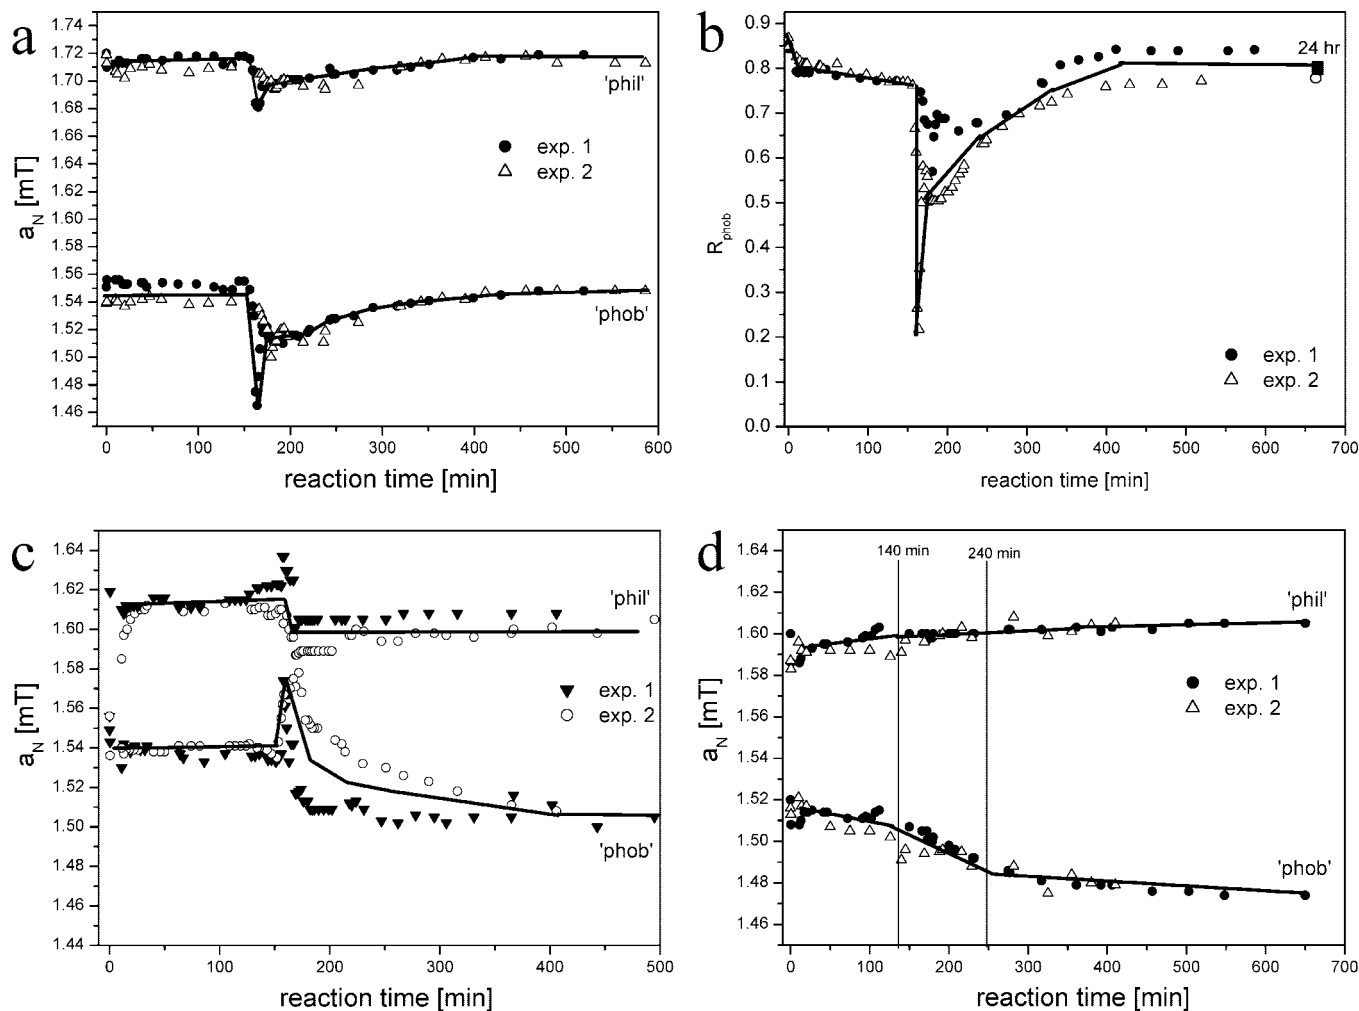 a
1.74
1.72
1.70
1.68
1.66
1.64
1.62
1.60
1.58
1.56
1.54
1.52
1.50
1.48
1.46
a_N [mT]
'phil'
exp. 1
exp. 2
'phob'
0 100 200 300 400 500 600
reaction time [min]
b
0.9
0.8
0.7
0.6
0.5
0.4
0.3
0.2
0.1
0.0
R_phob
24 hr
exp. 1
exp. 2
0 100 200 300 400 500 600 700
reaction time [min]
c
1.64
1.62
1.60
1.58
1.56
1.54
1.52
1.50
1.48
1.46
1.44
a_N [mT]
'phil'
exp. 1
exp. 2
'phob'
0 100 200 300 400 500
reaction time [min]
d
1.64
1.62
1.60
1.58
1.56
1.54
1.52
1.50
1.48
1.46
a_N [mT]
140 min
240 min
'phil'
exp. 1
exp. 2
'phob'
0 100 200 300 400 500 600 700
reaction time [min]